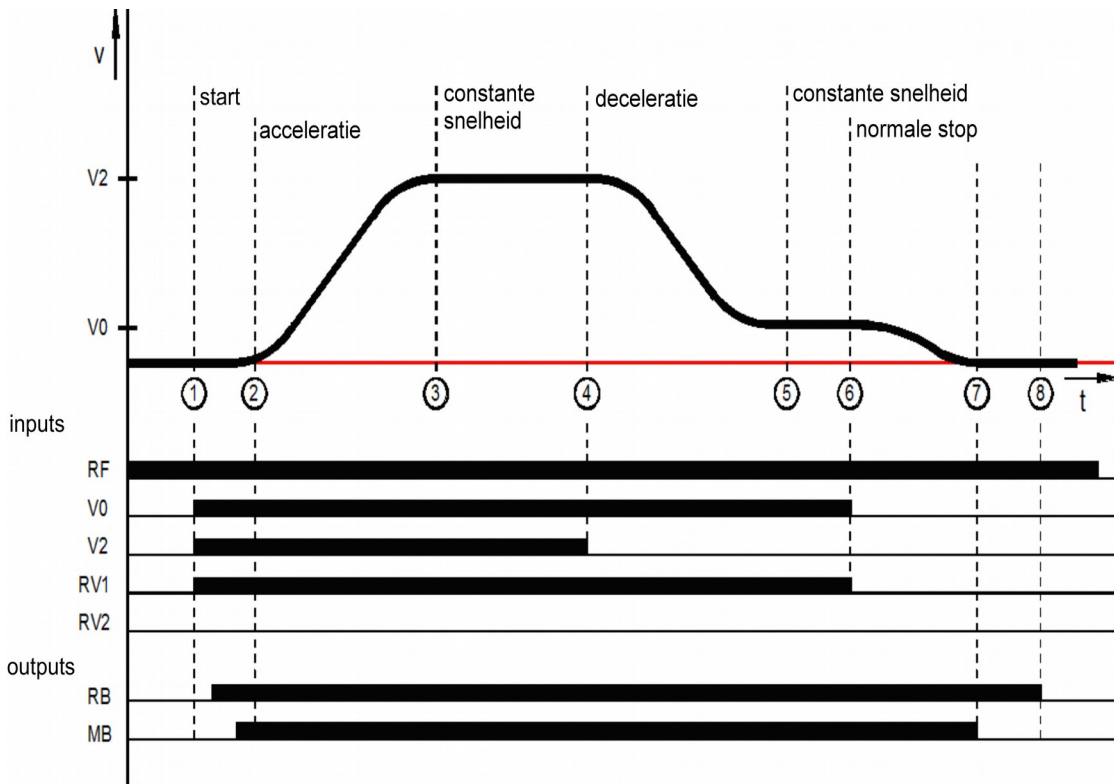 V
start
acceleratie
constante
snelheid
deceleratie
constante snelheid
normale stop
V2
V0
1 2 3 4 5 6 7 8
t
inputs
RF
V0
V2
RV1
RV2
outputs
RB
MB